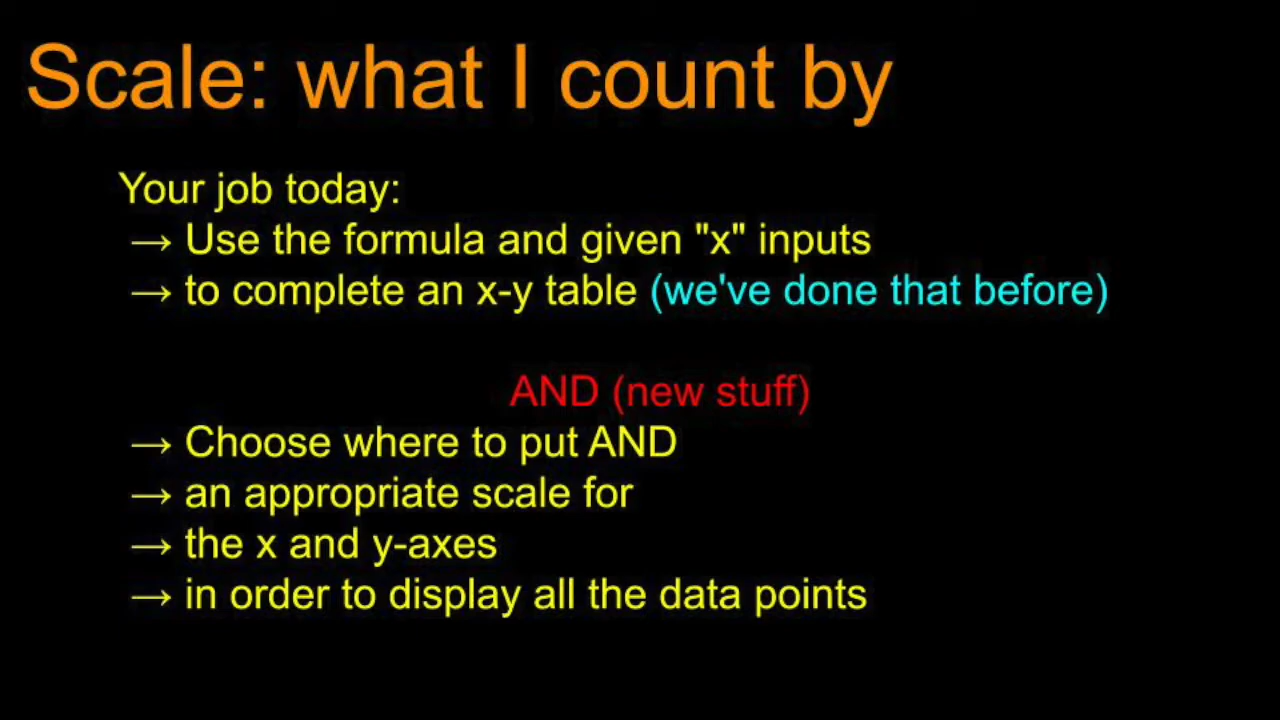 Scale: what I count by
Your job today:
→ Use the formula and given "x" inputs
→ to complete an x-y table (we've done that before)
AND (new stuff)
→ Choose where to put AND
→ an appropriate scale for
→ the x and y-axes
→ in order to display all the data points